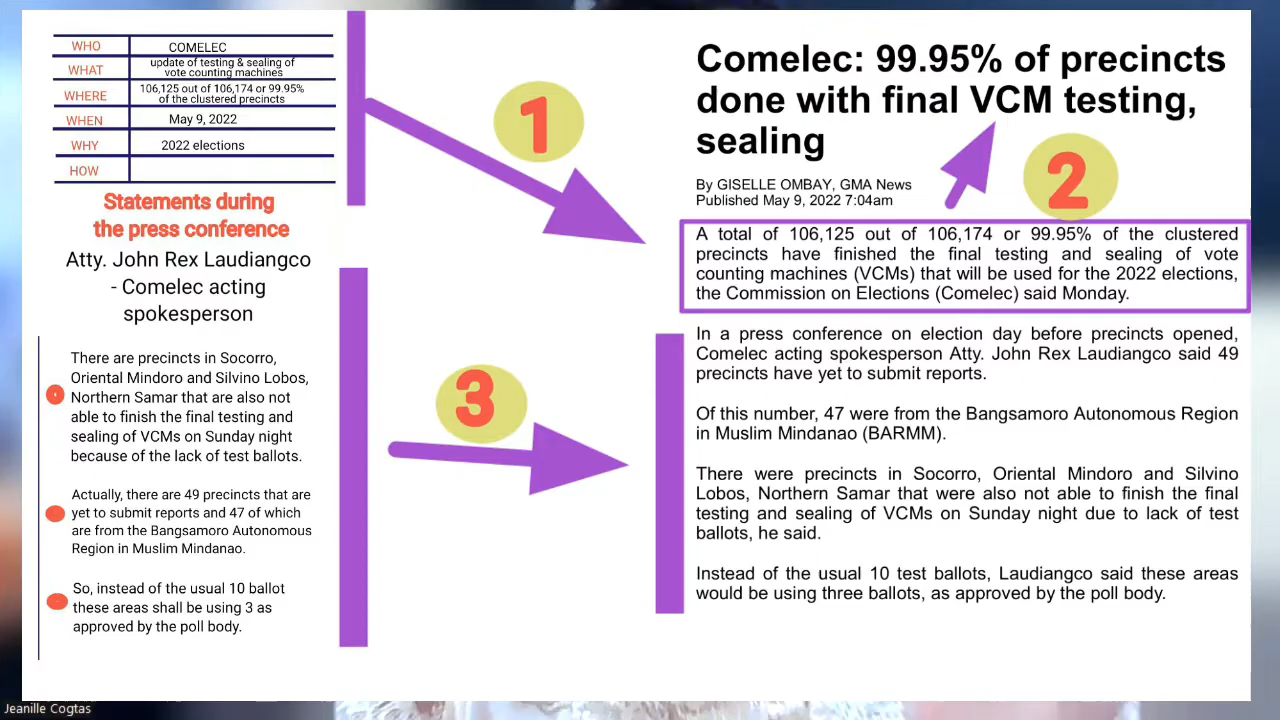 WHO COMELEC
WHAT update of testing & sealing of
vote counting machines
WHERE 106,125 out of 106,174 or 99.95%
of the clustered precincts
WHEN May 9, 2022
WHY 2022 elections
HOW
Statements during
the press conference
Atty. John Rex Laudiangco
- Comelec acting
spokesperson
There are precincts in Socorro,
Oriental Mindoro and Silvino Lobos,
Northern Samar that are also not
able to finish the final testing and
sealing of VCMs on Sunday night
because of the lack of test ballots.
Actually, there are 49 precincts that are
yet to submit reports and 47 of which
are from the Bangsamoro Autonomous
Region in Muslim Mindanao.
So, instead of the usual 10 ballot
these areas shall be using 3 as
approved by the poll body.
1
2
3
Comelec: 99.95% of precincts
done with final VCM testing,
sealing
By GISELLE OMBAY, GMA News
Published May 9, 2022 7:04am
A total of 106,125 out of 106,174 or 99.95% of the clustered
precincts have finished the final testing and sealing of vote
counting machines (VCMs) that will be used for the 2022 elections,
the Commission on Elections (Comelec) said Monday.
In a press conference on election day before precincts opened,
Comelec acting spokesperson Atty. John Rex Laudiangco said 49
precincts have yet to submit reports.
Of this number, 47 were from the Bangsamoro Autonomous Region
in Muslim Mindanao (BARMM).
There were precincts in Socorro, Oriental Mindoro and Silvino
Lobos, Northern Samar that were also not able to finish the final
testing and sealing of VCMs on Sunday night due to lack of test
ballots, he said.
Instead of the usual 10 test ballots, Laudiangco said these areas
would be using three ballots, as approved by the poll body.
Jeanille Cogtas